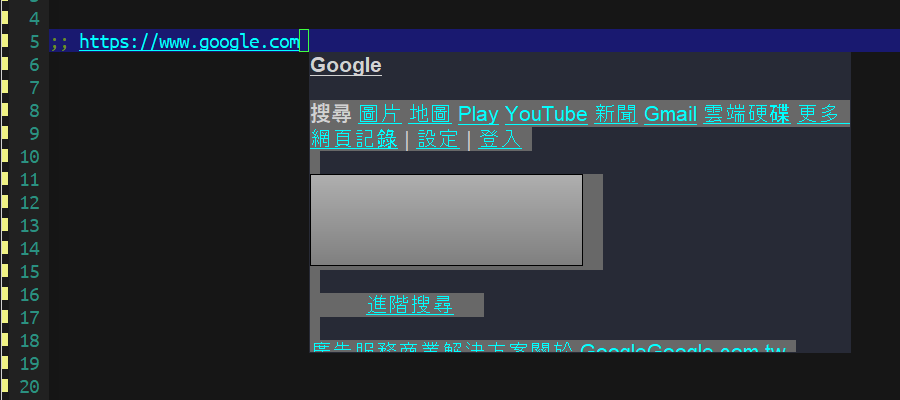 4
5 ;; https://www.google.com
6 Google
7
8 搜尋 圖片 地圖 Play YouTube 新聞 Gmail 雲端硬碟 更多
9 網頁記錄 | 設定 | 登入
10
11
12
13
14
15
16 進階搜尋
17
18 廣告服務商業解決方案關於 GoogleGoogle.com.tw
19
20